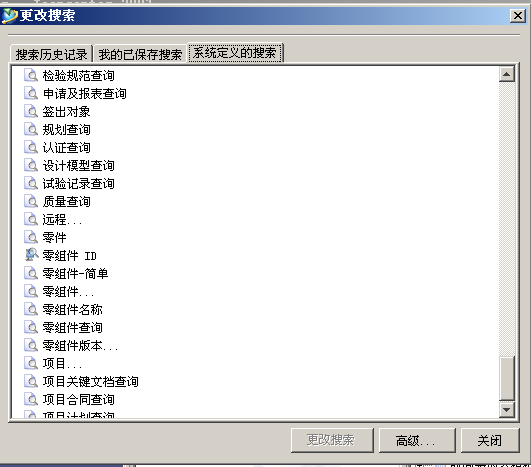 更改搜索
搜索历史记录 我的已保存搜索 系统定义的搜索
检验规范查询
申请及报表查询
签出对象
规划查询
认证查询
设计模型查询
试验记录查询
质量查询
远程...
零件
零组件 ID
零组件-简单
零组件...
零组件名称
零组件查询
零组件版本...
项目...
项目关键文档查询
项目合同查询
项目计划查询
更改搜索 高级... 关闭